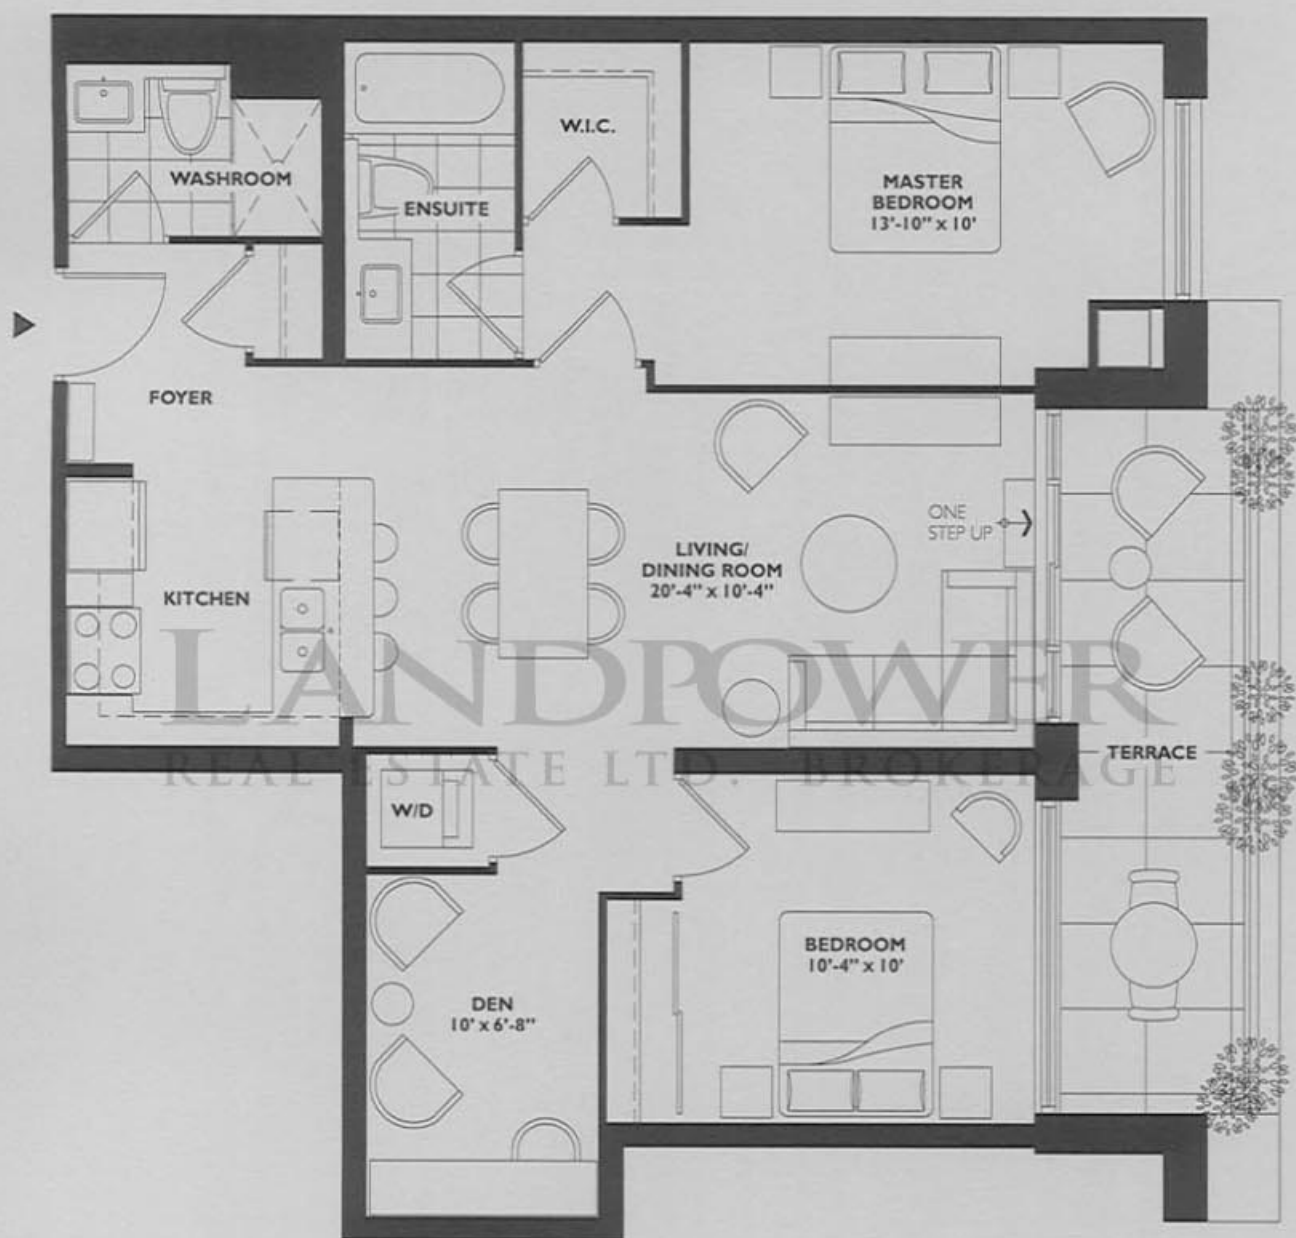 WASHROOM
ENSUITE
W.I.C.
MASTER
BEDROOM
13'-10" x 10'
FOYER
KITCHEN
LIVING/
DINING ROOM
20'-4" x 10'-4"
ONE
STEP UP
LANDPOWER
REAL ESTATE LTD. BROKERAGE
TERRACE
W/D
BEDROOM
10'-4" x 10'
DEN
10' x 6'-8"